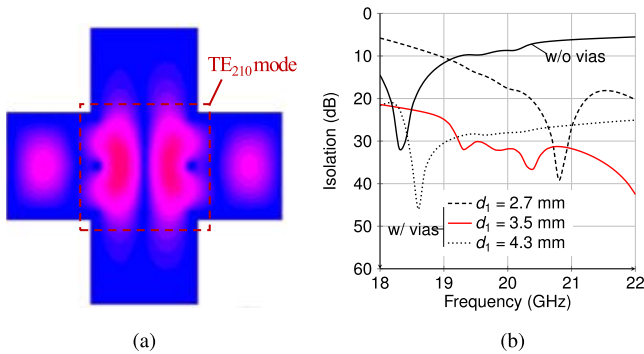 (a)
TE210 mode
0
10
20
30
40
50
60
Isolation (dB)
w/o vias
w/ vias
d1 = 2.7 mm
d1 = 3.5 mm
d1 = 4.3 mm
18
19
20
21
22
Frequency (GHz)
(a)
(b)